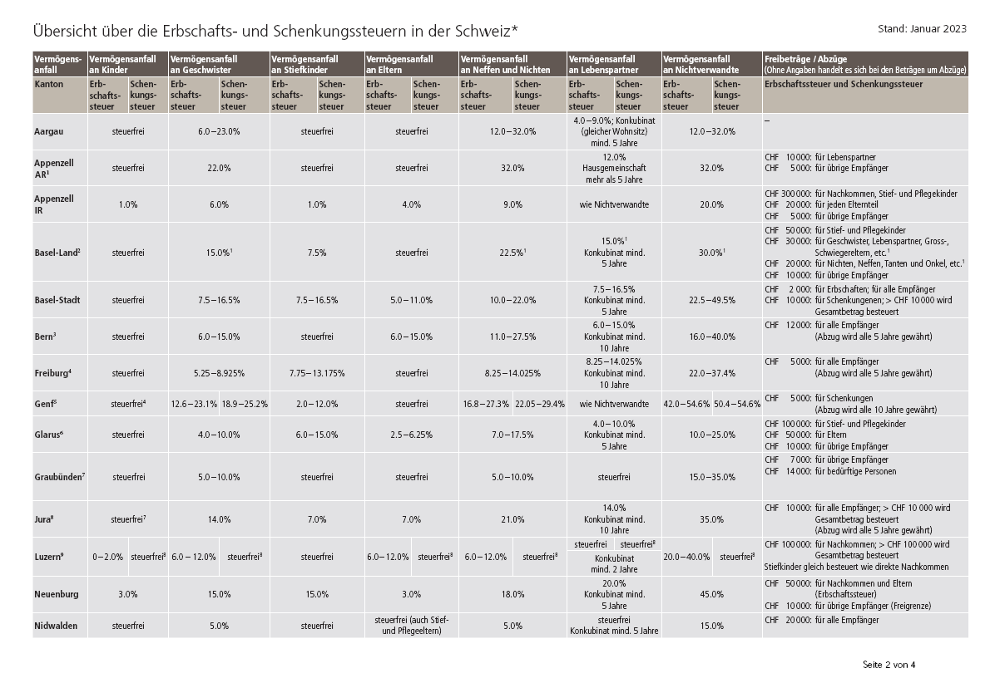 Übersicht über die Erbschafts- und Schenkungssteuern in der Schweiz*
Stand: Januar 2023
Vermögens-
anfall
Vermögensanfall
an Kinder
Vermögensanfall
an Geschwister
Vermögensanfall
an Stiefkinder
Vermögensanfall
an Eltern
Vermögensanfall
an Neffen und Nichten
Vermögensanfall
an Lebenspartner
Vermögensanfall
an Nichtverwandte
Freibeträge / Abzüge
(Ohne Angaben handelt es sich bei den Beträgen um Abzüge)
Kanton
Erb-
schafts-
steuer
Schen-
kungs-
steuer
Erb-
schafts-
steuer
Schen-
kungs-
steuer
Erb-
schafts-
steuer
Schen-
kungs-
steuer
Erb-
schafts-
steuer
Schen-
kungs-
steuer
Erb-
schafts-
steuer
Schen-
kungs-
steuer
Erb-
schafts-
steuer
Schen-
kungs-
steuer
Erb-
schafts-
steuer
Schen-
kungs-
steuer
Erbschaftssteuer und Schenkungssteuer
Aargau
steuerfrei
6.0–23.0%
steuerfrei
steuerfrei
12.0–32.0%
4.0–9.0%; Konkubinat
(gleicher Wohnsitz)
mind. 5 Jahre
12.0–32.0%
–
Appenzell
AR¹
steuerfrei
22.0%
steuerfrei
steuerfrei
32.0%
12.0%
Hausgemeinschaft
mehr als 5 Jahre
32.0%
CHF 10 000: für Lebenspartner
CHF 5 000: für übrige Empfänger
Appenzell
IR
1.0%
6.0%
1.0%
4.0%
9.0%
wie Nichtverwandte
20.0%
CHF 300 000: für Nachkommen, Stief- und Pflegekinder
CHF 20 000: für jeden Elternteil
CHF 5 000: für übrige Empfänger
Basel-Land²
steuerfrei
15.0%¹
7.5%
steuerfrei
22.5%¹
15.0%¹
Konkubinat mind.
5 Jahre
30.0%¹
CHF 50 000: für Stief- und Pflegekinder
CHF 30 000: für Geschwister, Lebenspartner, Gross-,
Schwiegereltern, etc.¹
CHF 20 000: für Nichten, Neffen, Tanten und Onkel, etc.¹
CHF 10 000: für übrige Empfänger
Basel-Stadt
steuerfrei
7.5–16.5%
7.5–16.5%
5.0–11.0%
10.0–22.0%
7.5–16.5%
Konkubinat mind.
5 Jahre
22.5–49.5%
CHF 2 000: für Erbschaften; für alle Empfänger
CHF 10 000: für Schenkungenen; > CHF 10 000 wird
Gesamtbetrag besteuert
Bern³
steuerfrei
6.0–15.0%
steuerfrei
6.0–15.0%
11.0–27.5%
6.0–15.0%
Konkubinat mind.
10 Jahre
16.0–40.0%
CHF 12 000: für alle Empfänger
(Abzug wird alle 5 Jahre gewährt)
Freiburg⁴
steuerfrei
5.25–8.925%
7.75–13.175%
steuerfrei
8.25–14.025%
8.25–14.025%
Konkubinat mind.
10 Jahre
22.0–37.4%
CHF 5 000: für alle Empfänger
(Abzug wird alle 5 Jahre gewährt)
Genf⁵
steuerfrei⁴
12.6–23.1%
18.9–25.2%
2.0–12.0%
steuerfrei
16.8–27.3%
22.05–29.4%
wie Nichtverwandte
42.0–54.6%
50.4–54.6%
CHF 5 000: für Schenkungen
(Abzug wird alle 10 Jahre gewährt)
Glarus⁶
steuerfrei
4.0–10.0%
6.0–15.0%
2.5–6.25%
7.0–17.5%
4.0–10.0%
Konkubinat mind.
5 Jahre
10.0–25.0%
CHF 100 000: für Stief- und Pflegekinder
CHF 50 000: für Eltern
CHF 10 000: für übrige Empfänger
Graubünden⁷
steuerfrei
5.0–10.0%
steuerfrei
steuerfrei
5.0–10.0%
steuerfrei
15.0–35.0%
CHF 7 000: für übrige Empfänger
CHF 14 000: für bedürftige Personen
Jura⁸
steuerfrei⁷
14.0%
7.0%
7.0%
21.0%
14.0%
Konkubinat mind.
10 Jahre
35.0%
CHF 10 000: für alle Empfänger; > CHF 10 000 wird
Gesamtbetrag besteuert
(Abzug wird alle 5 Jahre gewährt)
Luzern⁹
0–2.0%
steuerfrei⁸
6.0 – 12.0%
steuerfrei⁸
steuerfrei
6.0–12.0%
steuerfrei⁸
6.0–12.0%
steuerfrei⁸
steuerfrei
steuerfrei⁸
Konkubinat
mind. 2 Jahre
20.0–40.0%
steuerfrei⁸
CHF 100 000: für Nachkommen; > CHF 100 000 wird
Gesamtbetrag besteuert
Stiefkinder gleich besteuert wie direkte Nachkommen
Neuenburg
3.0%
15.0%
15.0%
3.0%
18.0%
20.0%
Konkubinat mind.
5 Jahre
45.0%
CHF 50 000: für Nachkommen und Eltern
(Erbschaftssteuer)
CHF 10 000: für übrige Empfänger (Freigrenze)
Nidwalden
steuerfrei
5.0%
steuerfrei
steuerfrei (auch Stief-
und Pflegeeltern)
5.0%
steuerfrei
Konkubinat mind. 5 Jahre
15.0%
CHF 20 000: für alle Empfänger
Seite 2 von 4